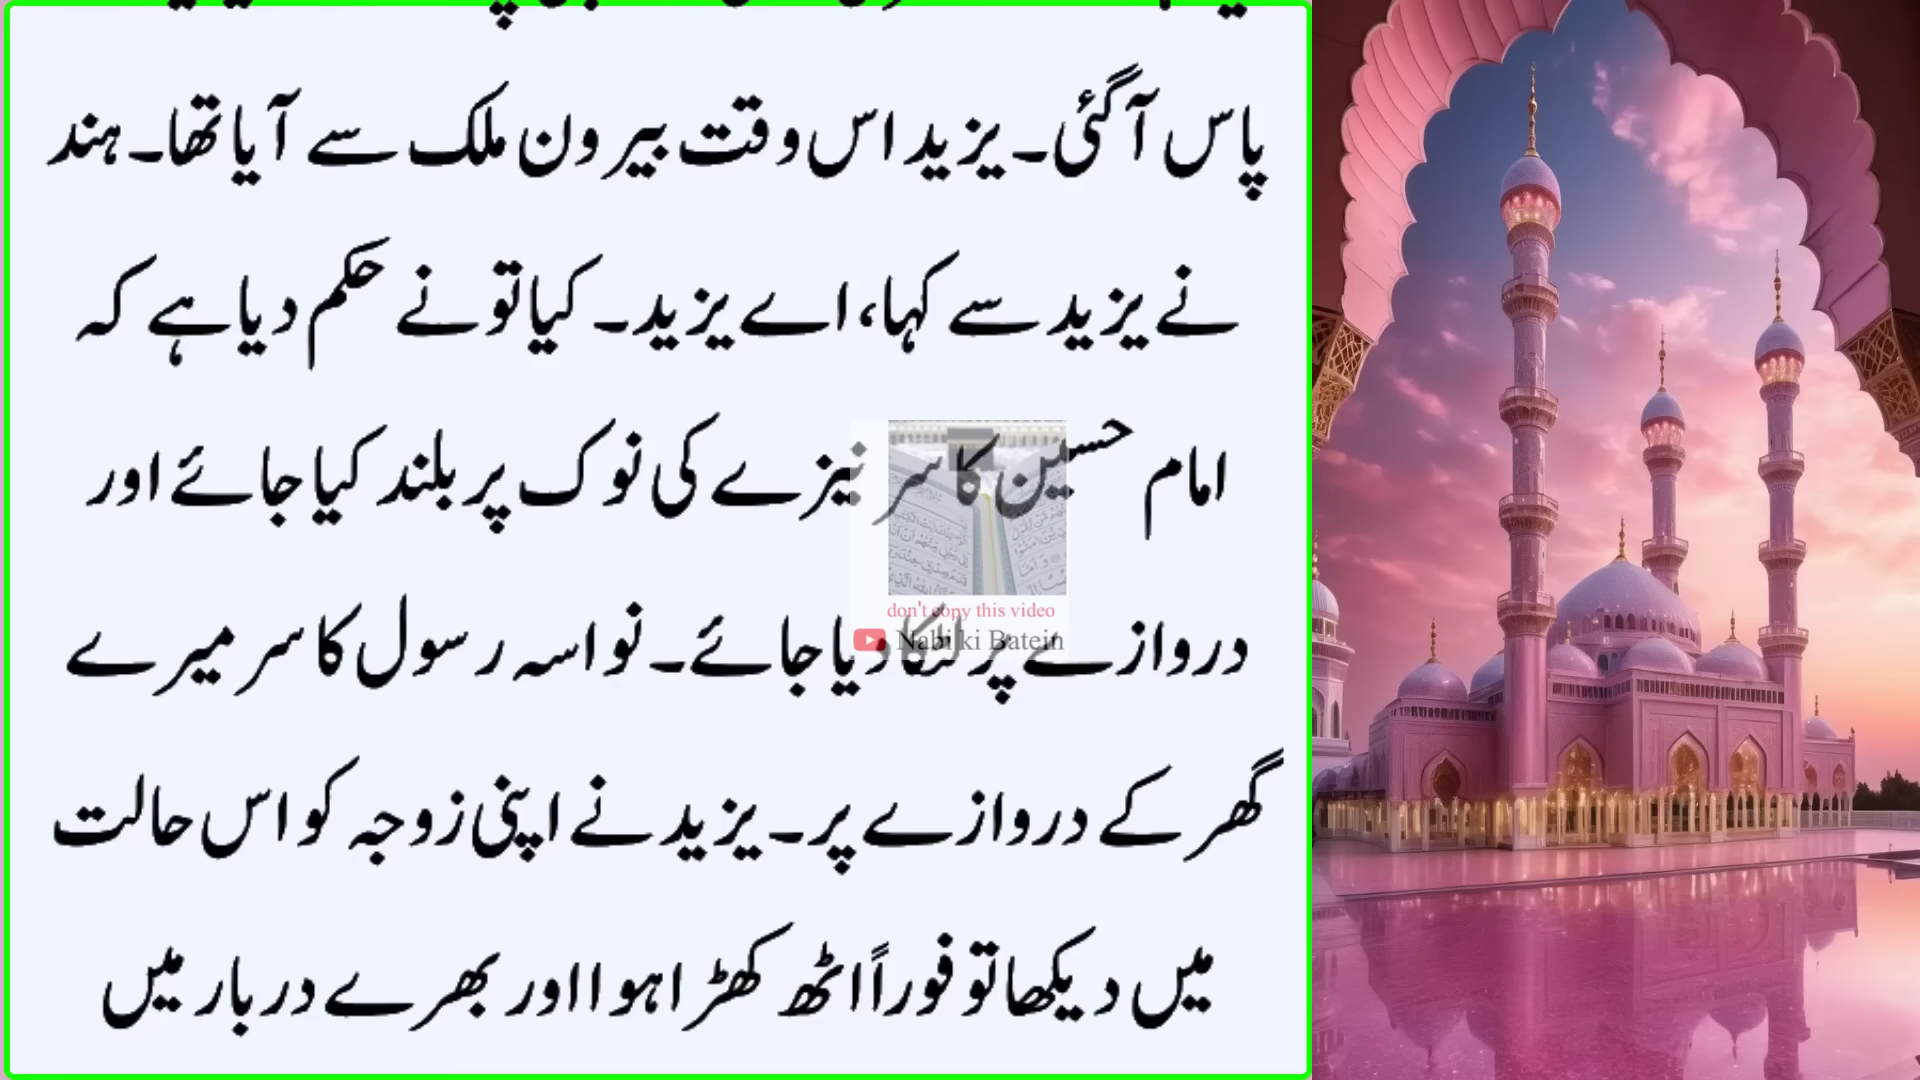 پاس آ گئی۔ یزید اس وقت بیرون ملک سے آیا تھا۔ ہند
نے یزید سے کہا، اے یزید۔ کیا تو نے حکم دیا ہے کہ
امام حسین کا سر نیزے کی نوک پر بلند کیا جائے اور
دروازے پر لٹکا دیا جائے۔ نواسہ رسول کا سر میرے
گھر کے دروازے پر۔ یزید نے اپنی زوجہ کو اس حالت
میں دیکھا تو فوراً اٹھ کھڑا ہوا اور بھرے دربار میں
don't copy this video
Nabi ki Batein